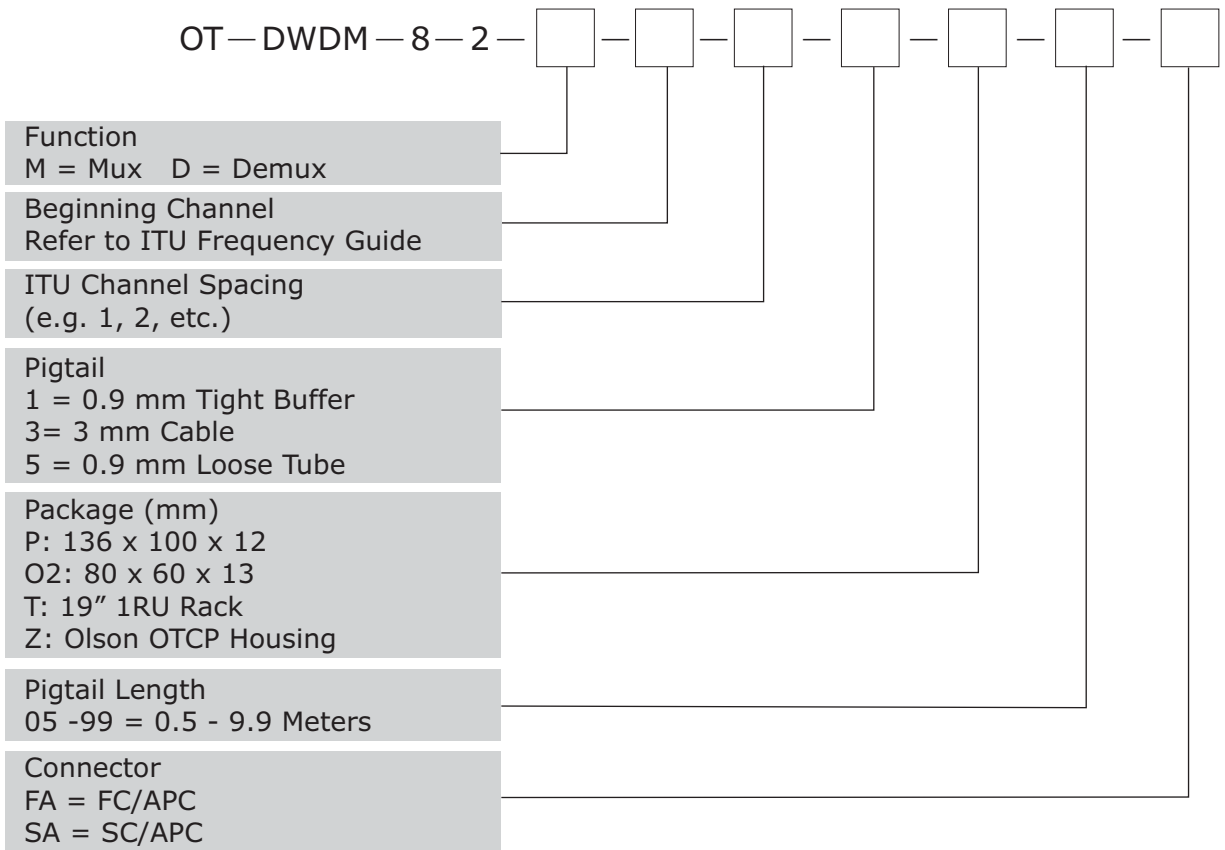 OT — DWDM — 8 — 2 — — — — — — —
Function
M = Mux D = Demux
Beginning Channel
Refer to ITU Frequency Guide
ITU Channel Spacing
(e.g. 1, 2, etc.)
Pigtail
1 = 0.9 mm Tight Buffer
3= 3 mm Cable
5 = 0.9 mm Loose Tube
Package (mm)
P: 136 x 100 x 12
O2: 80 x 60 x 13
T: 19” 1RU Rack
Z: Olson OTCP Housing
Pigtail Length
05 -99 = 0.5 - 9.9 Meters
Connector
FA = FC/APC
SA = SC/APC